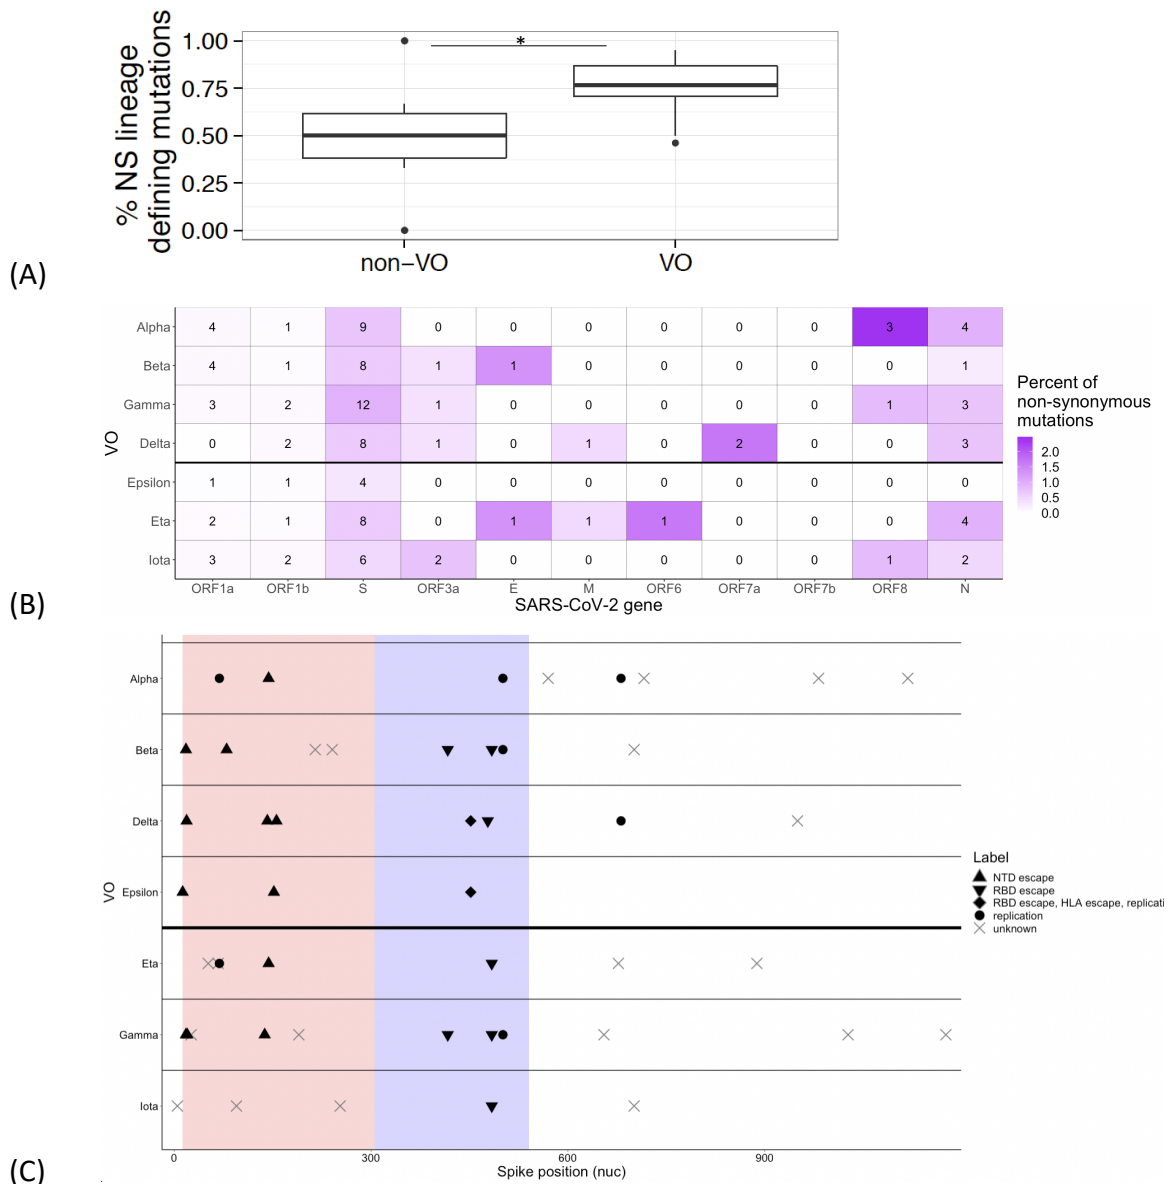 % NS lineage
defining mutations
1.00
0.75
0.50
0.25
0.00
*
non−VO
VO
(A)
VO
Alpha 4 1 9 0 0 0 0 0 0 3 4
Beta 4 1 8 1 1 0 0 0 0 0 1
Gamma 3 2 12 1 0 0 0 0 0 1 3
Delta 0 2 8 1 0 1 0 2 0 0 3
Epsilon 1 1 4 0 0 0 0 0 0 0 0
Eta 2 1 8 0 1 1 1 0 0 0 4
Iota 3 2 6 2 0 0 0 0 0 1 2
ORF1a ORF1b S ORF3a E M ORF6 ORF7a ORF7b ORF8 N
SARS-CoV-2 gene
Percent of
non-synonymous
mutations
2.0
1.5
1.0
0.5
0.0
(B)
VO
Alpha
Beta
Delta
Epsilon
Eta
Gamma
Iota
0 300 600 900
Spike position (nuc)
Label
NTD escape
RBD escape
RBD escape, HLA escape, replicati
replication
unknown
(C)